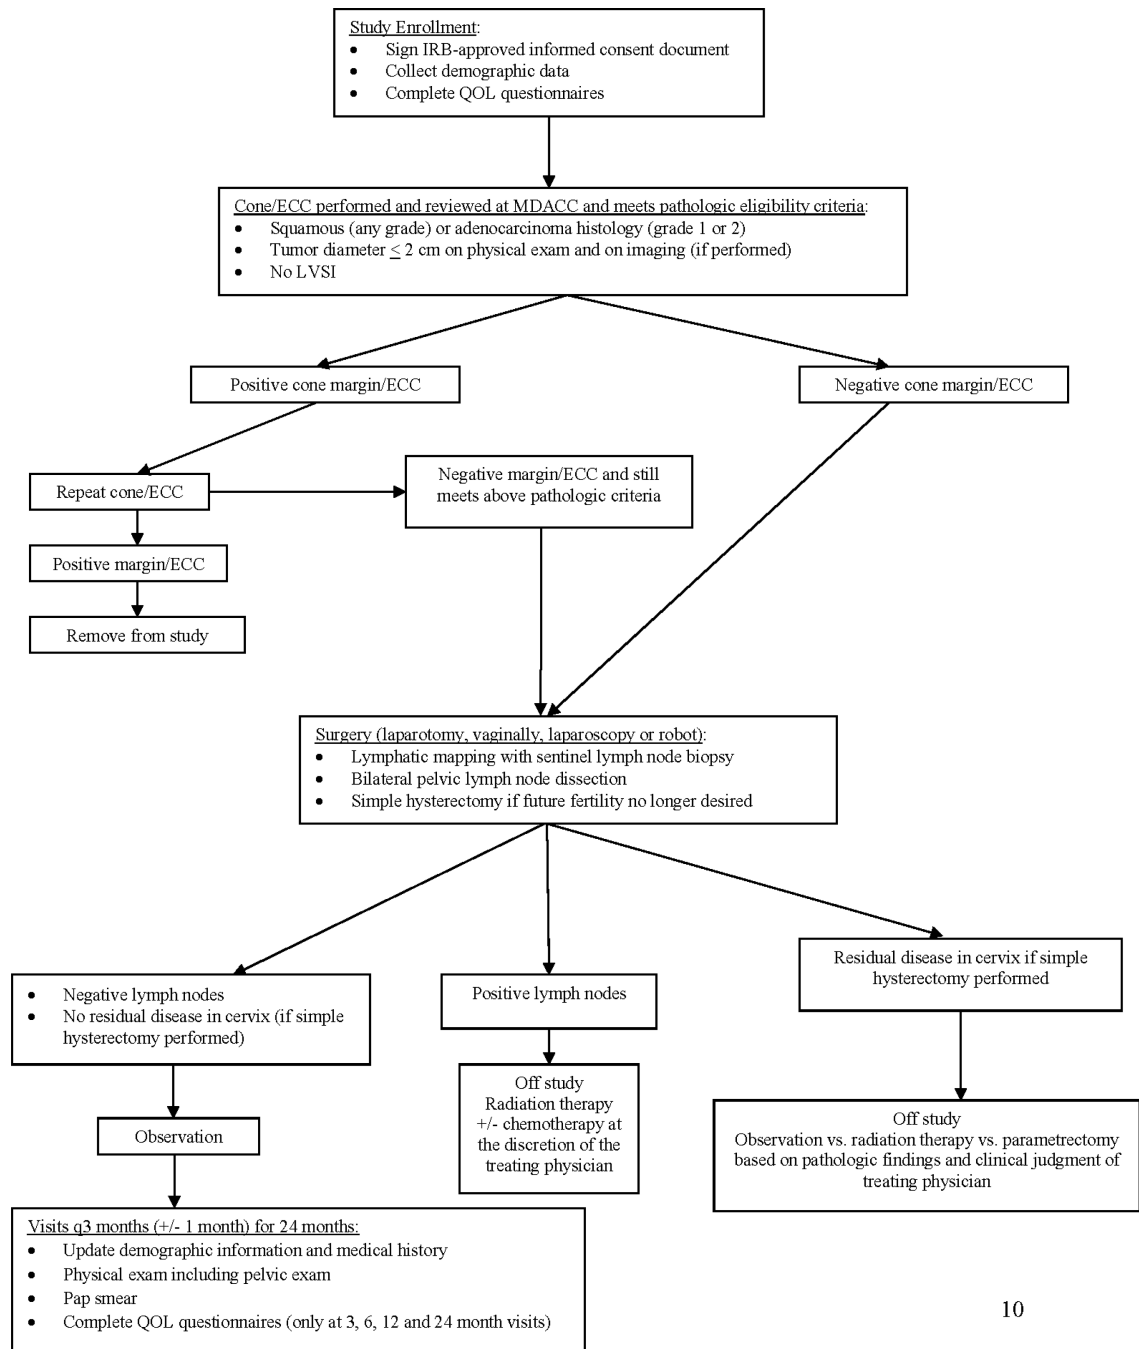 Study Enrollment:
• Sign IRB-approved informed consent document
• Collect demographic data
• Complete QOL questionnaires
Cone/ECC performed and reviewed at MDACC and meets pathologic eligibility criteria:
• Squamous (any grade) or adenocarcinoma histology (grade 1 or 2)
• Tumor diameter ≤ 2 cm on physical exam and on imaging (if performed)
• No LVSI
Positive cone margin/ECC
Negative cone margin/ECC
Repeat cone/ECC
Negative margin/ECC and still
meets above pathologic criteria
Positive margin/ECC
Remove from study
Surgery (laparotomy, vaginally, laparoscopy or robot):
• Lymphatic mapping with sentinel lymph node biopsy
• Bilateral pelvic lymph node dissection
• Simple hysterectomy if future fertility no longer desired
• Negative lymph nodes
• No residual disease in cervix (if simple
hysterectomy performed)
Positive lymph nodes
Residual disease in cervix if simple
hysterectomy performed
Observation
Off study
Radiation therapy
+/- chemotherapy at
the discretion of the
treating physician
Off study
Observation vs. radiation therapy vs. parametrectomy
based on pathologic findings and clinical judgment of
treating physician
Visits q3 months (+/- 1 month) for 24 months:
• Update demographic information and medical history
• Physical exam including pelvic exam
• Pap smear
• Complete QOL questionnaires (only at 3, 6, 12 and 24 month visits)
10